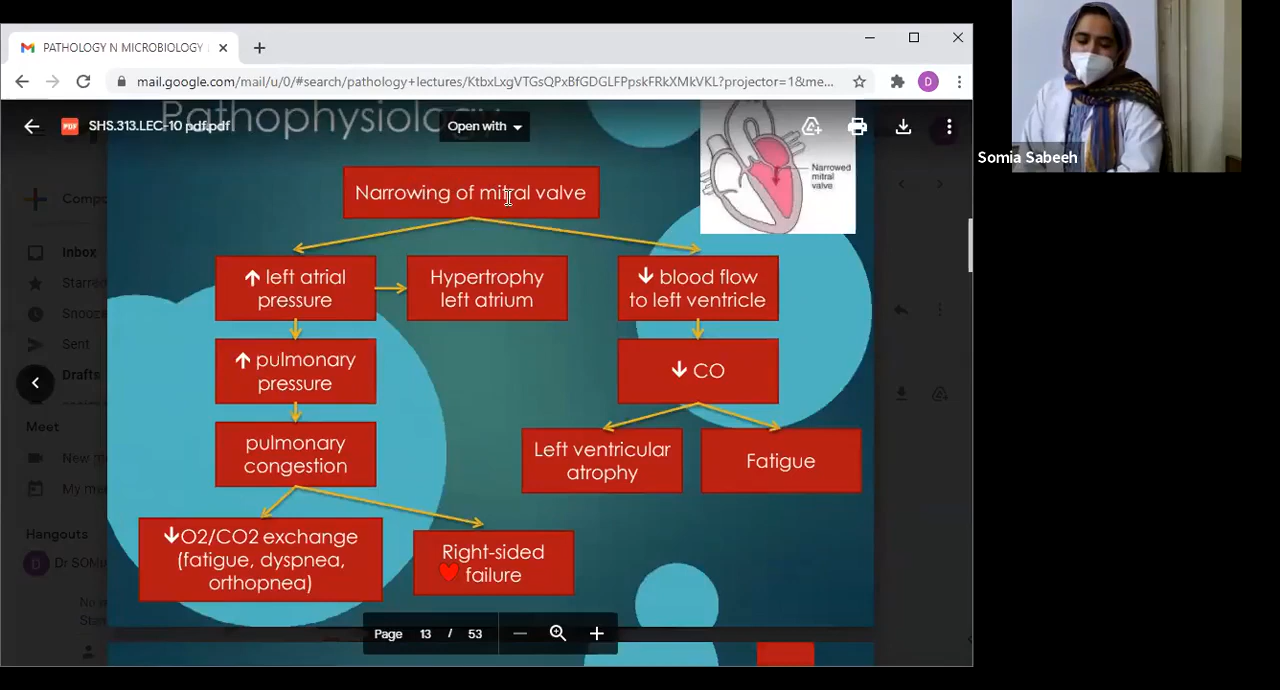 PATHOLOGY N MICROBIOLOGY
mail.google.com/mail/u/0/#search/pathology+lectures/KtbxLxgVTGsQPxBfGDGLFPpskFRkXMkVKL?projector=1&me...
D
Pathophysiology
PDF SHS.313.LEC-10 pdf.pdf
Open with
Narrowed
mitral
valve
Narrowing of mitral valve
↑ left atrial
pressure
Hypertrophy
left atrium
↓ blood flow
to left ventricle
↑ pulmonary
pressure
↓ CO
pulmonary
congestion
Left ventricular
atrophy
Fatigue
↓O2/CO2 exchange
(fatigue, dyspnea,
orthopnea)
Right-sided
❤ failure
Page 13 / 53
Inbox
Starred
Sent
Drafts
Meet
Hangouts
D
Somia Sabeeh